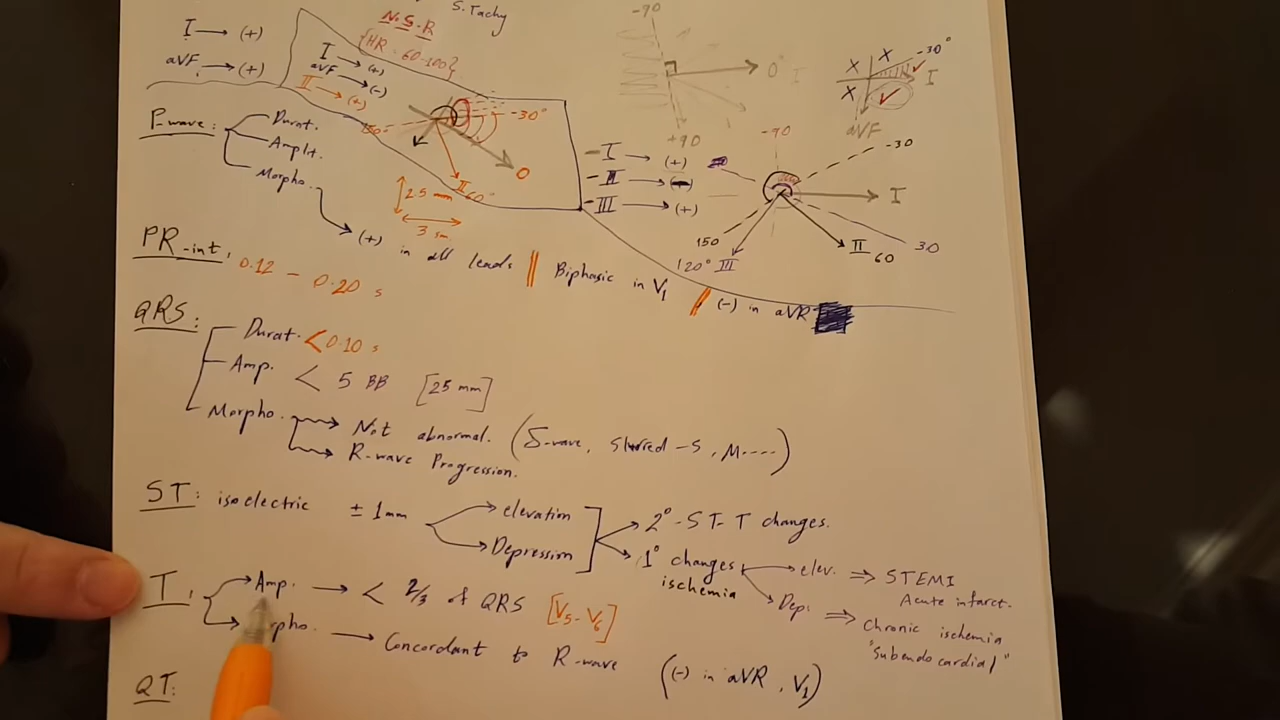 S. Tachy
N.S.R
{HR = 60-100}
I → (+)
aVF → (+)
I → (+)
aVF → (-)
II → (+)
-30°
150°
0
II 60°
-90
0° I
+90
X X -30°
X I
aVF
P-wave:
Durat.
Amplt.
Morpho.
2.5 mm
3 sm
-I → (+)
-II →
-III → (+)
-90
-30
I
30
II 60
120° III
150
(+) in all leads || Biphasic in V1 // (-) in aVR
PR-int,
0.12 - 0.20 s
QRS:
Durat. < 0.10 s
Amp. < 5 BB [25 mm]
Morpho. → Not abnormal. (δ-wave, Slurred-S, M....)
→ R-wave Progression.
ST: isoelectric ± 1mm → elevation
→ Depression
→ 2°-ST-T changes.
→ 1° changes
ischemia
→ elev. ⇒ STEMI
Acute infarct.
→ Dep. ⇒ Chronic ischemia
"Subendocardial"
T, → Amp. → < 2/3 of QRS [V5-V6]
→ Morpho. → Concordant to R-wave ((-) in aVR, V1)
QT: